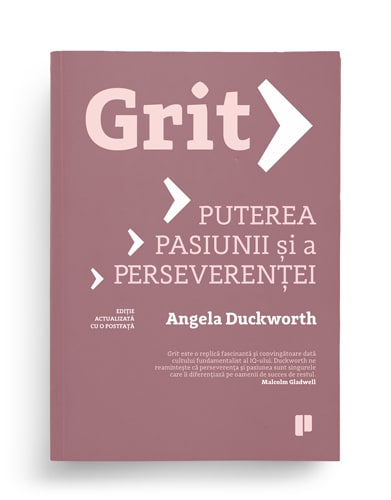 Grit
PUTEREA
PASIUNII și a
PERSEVERENȚEI
EDIȚIE
ACTUALIZATĂ
CU O POSTFAȚĂ
Angela Duckworth
Grit este o replică fascinantă și convingătoare dată
cultului fundamentalist al IQ-ului. Duckworth ne
reamintește că perseverența și pasiunea sunt singurele
care îi diferențiază pe oamenii de succes de restul.
Malcolm Gladwell